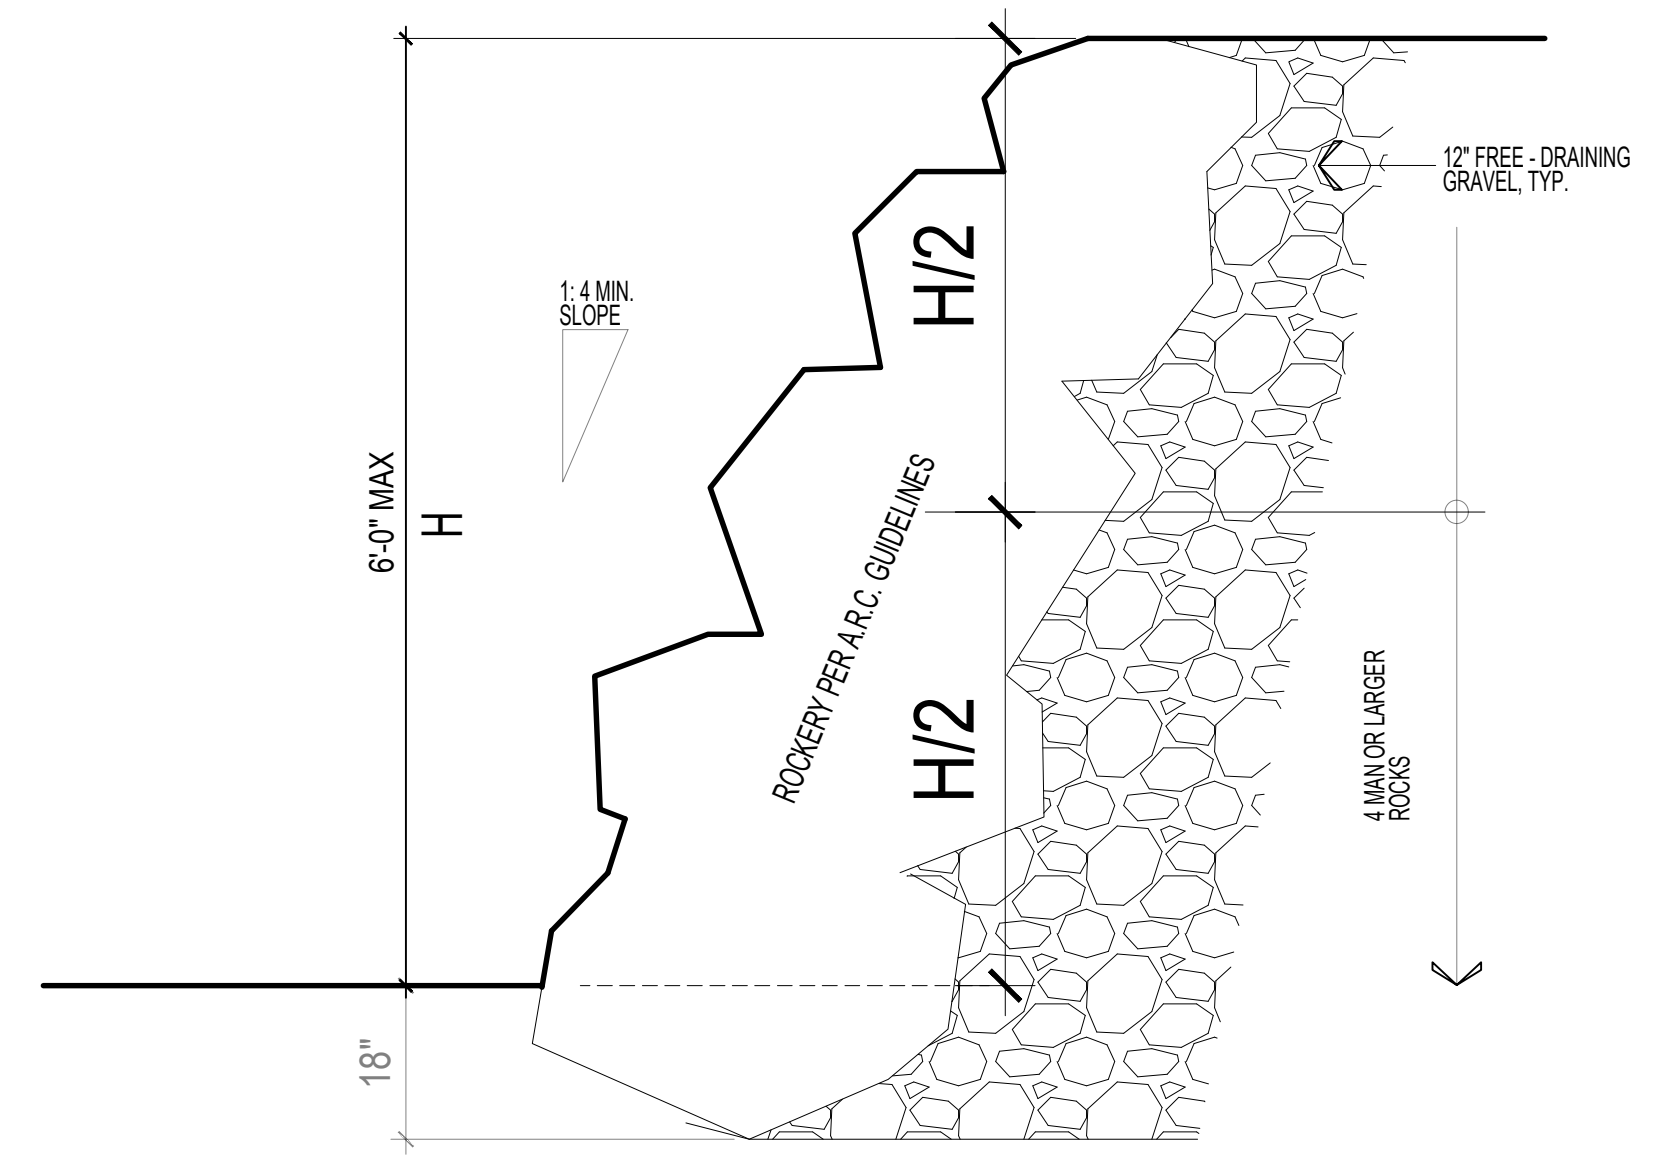 12" FREE - DRAINING
GRAVEL, TYP.
H/2
1: 4 MIN.
SLOPE
6'-0" MAX
H
ROCKERY PER A.R.C. GUIDELINES
H/2
4 MAN OR LARGER
ROCKS
18"